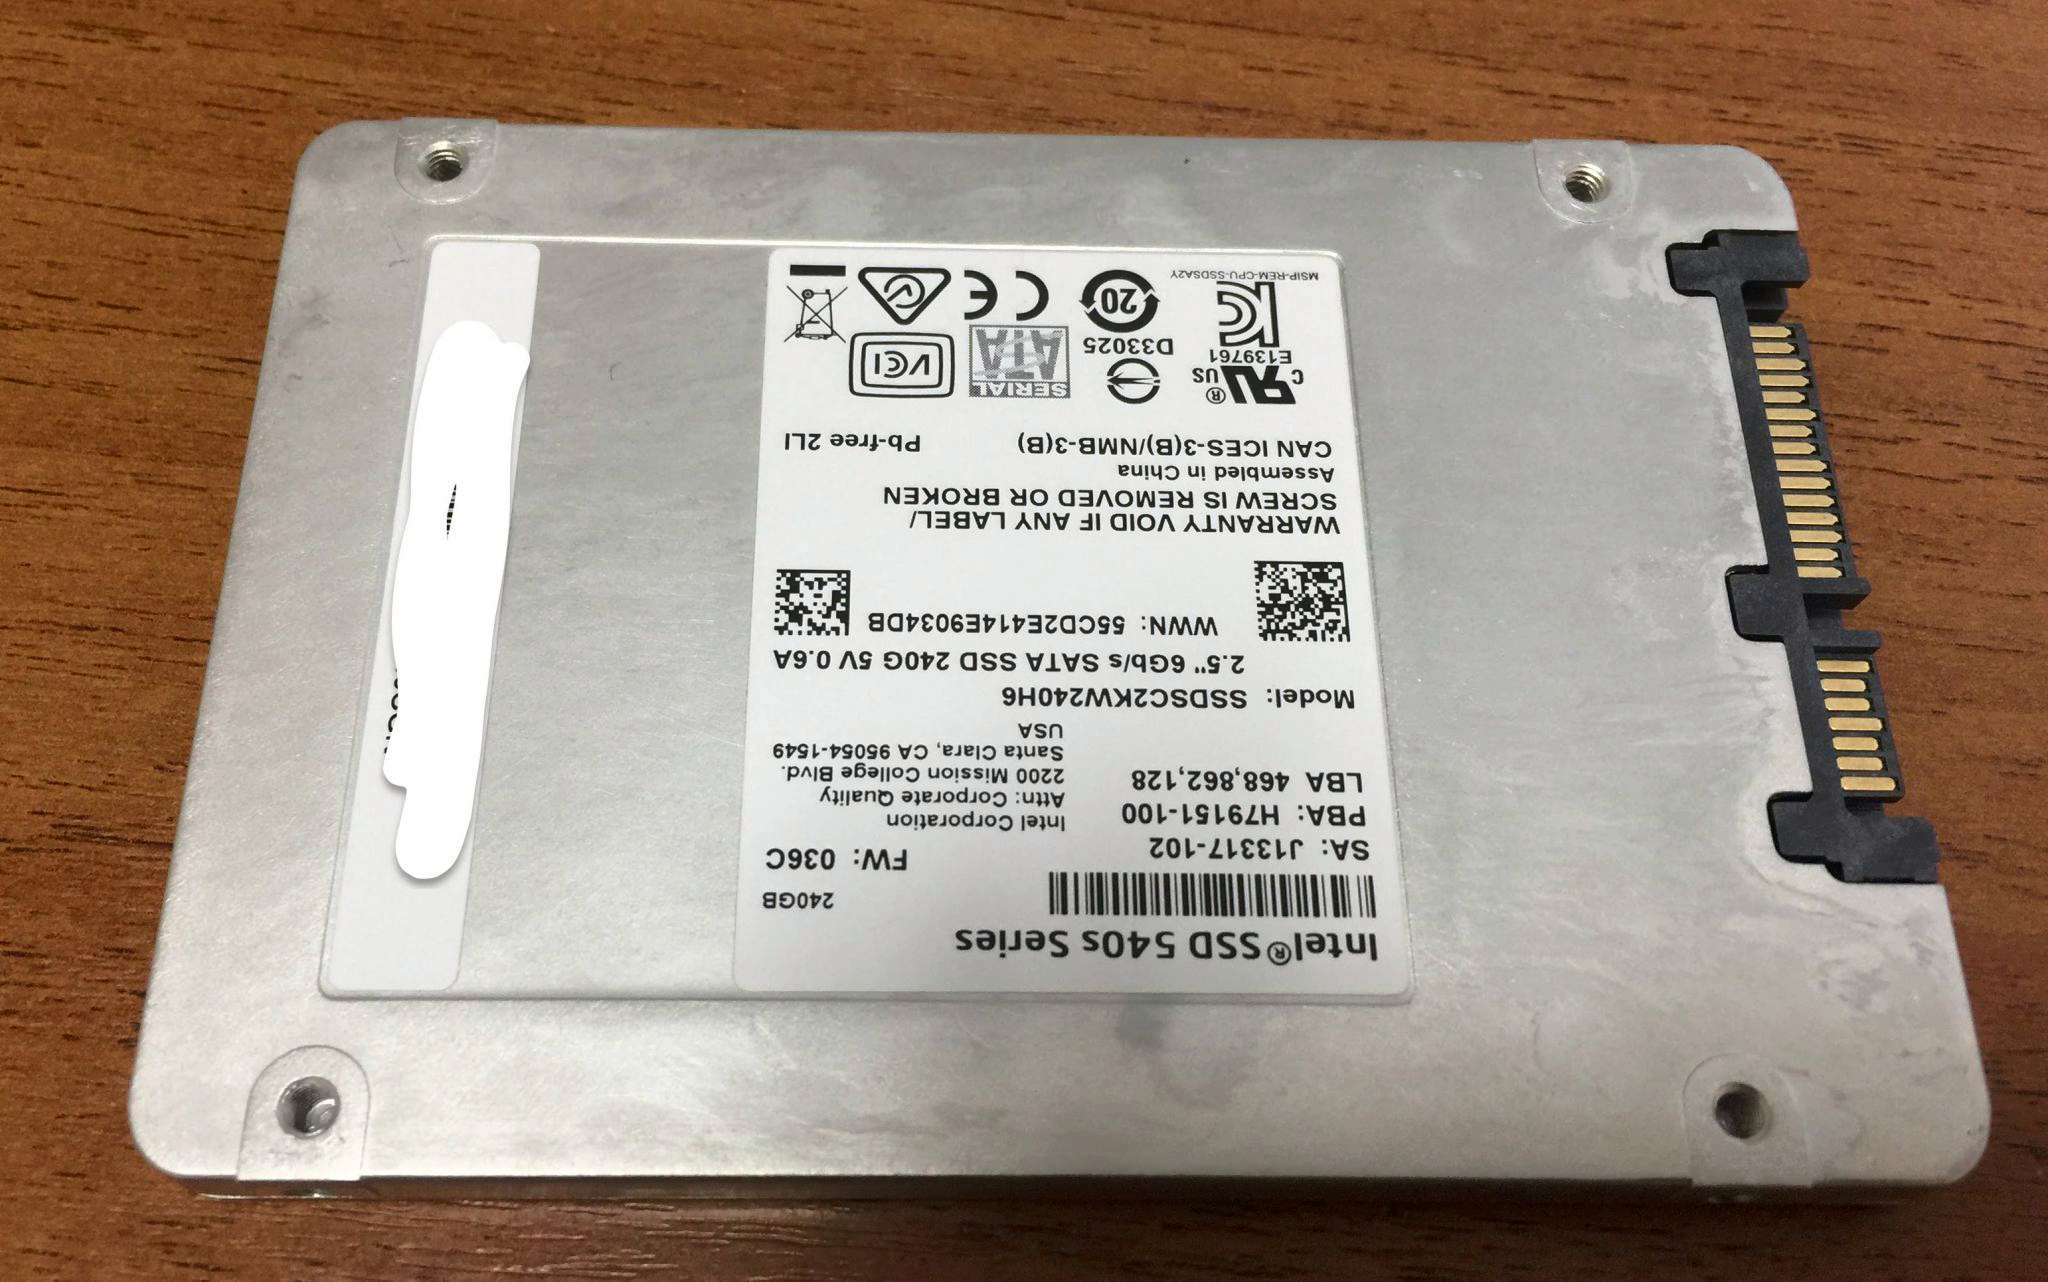 Intel® SSD 540s Series
240GB
SA: J13317-102
FW: 036C
PBA: H79151-100
LBA 468,862,128
Intel Corporation
Attn: Corporate Quality
2200 Mission College Blvd.
Santa Clara, CA 95054-1549
USA
Model: SSDSC2KW240H6
2.5" 6Gb/s SATA SSD 240G 5V 0.6A
WWN: 55CD2E414E9034DB
WARRANTY VOID IF ANY LABEL/
SCREW IS REMOVED OR BROKEN
Assembled in China
CAN ICES-3(B)/NMB-3(B)
Pb-free 2LI
C UL® US
E139761
D33025
SERIAL
ATA
VCI
KC
20
CE
MSIP-REM-CPU-SSDSA2Y